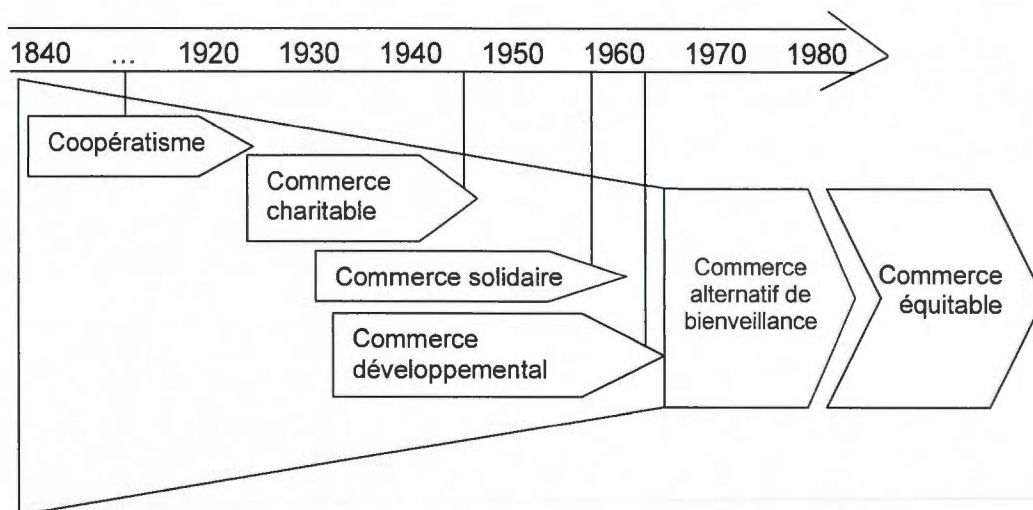 1840 ... 1920 1930 1940 1950 1960 1970 1980
Coopératisme
Commerce
charitable
Commerce solidaire
Commerce
développemental
Commerce
alternatif de
bienveillance
Commerce
équitable